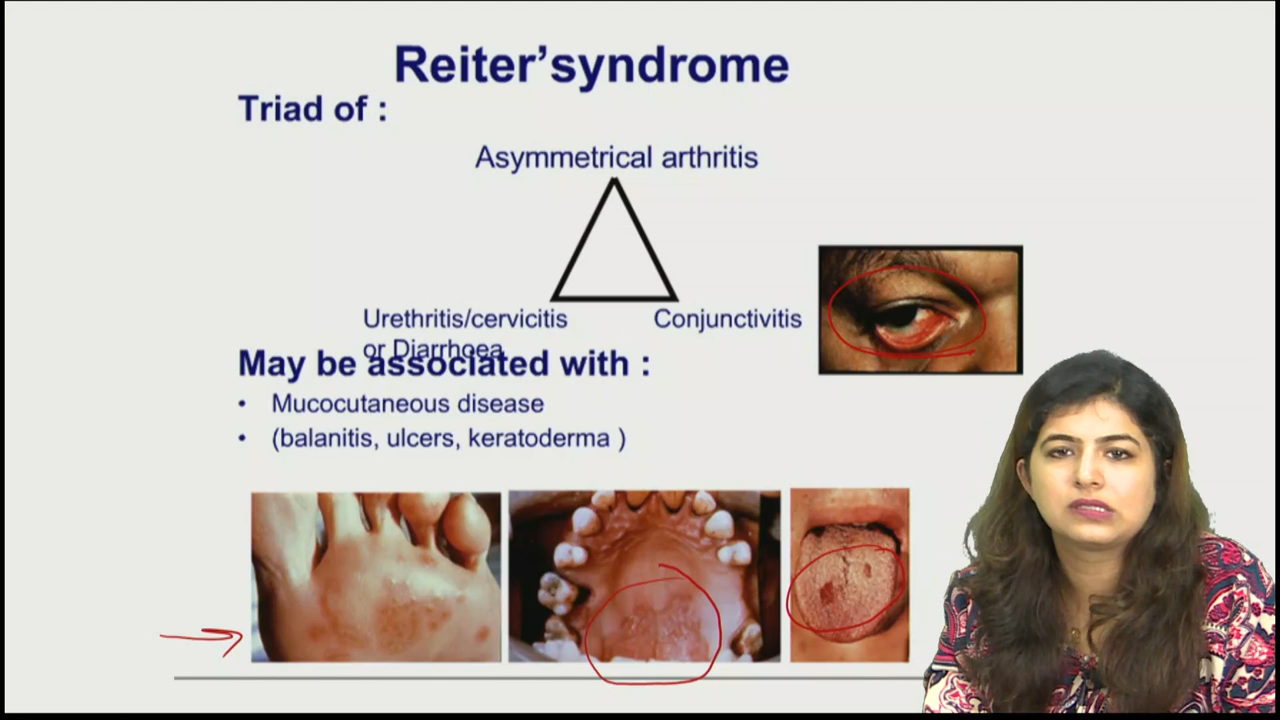 Reiter'syndrome
Triad of :
Asymmetrical arthritis
Urethritis/cervicitis
or Diarrhoea
Conjunctivitis
May be associated with :
• Mucocutaneous disease
• (balanitis, ulcers, keratoderma )